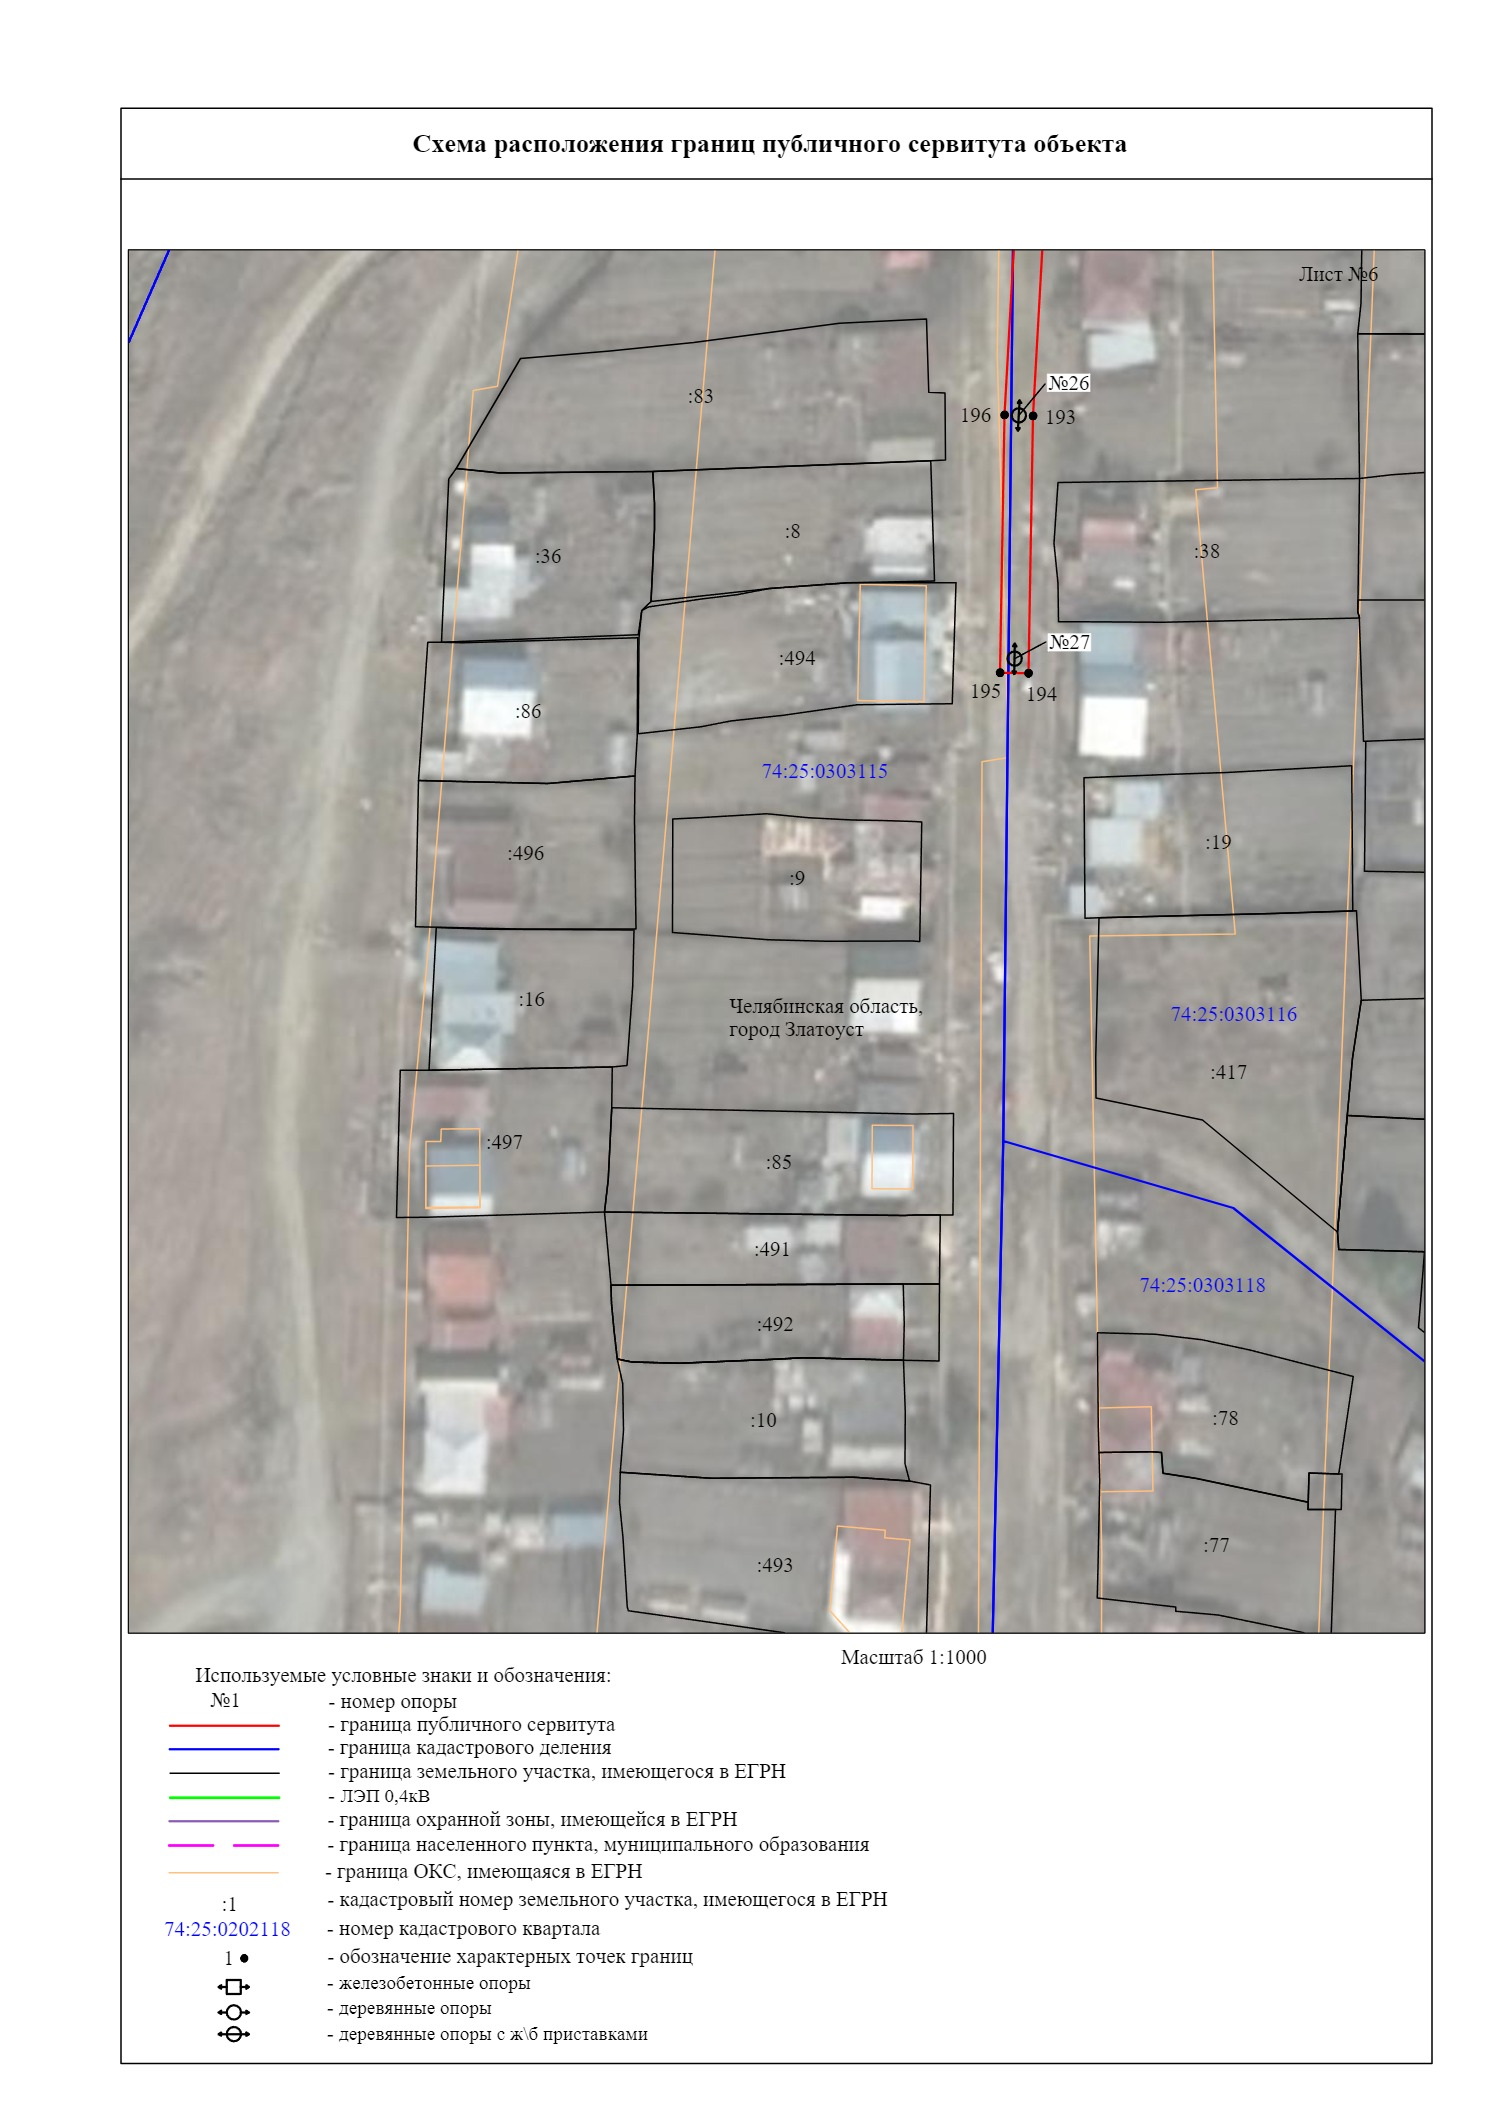 Схема расположения границ публичного сервитута объекта
Лист №6
№26
:83
196
193
:8
:38
:36
№27
:494
195
194
:86
74:25:0303115
:19
:496
:9
:16
Челябинская область,
город Златоуст
74:25:0303116
:417
:497
:85
:491
74:25:0303118
:492
:10
:78
:77
:493
Масштаб 1:1000
Используемые условные знаки и обозначения:
№1 - номер опоры
- граница публичного сервитута
- граница кадастрового деления
- граница земельного участка, имеющегося в ЕГРН
- ЛЭП 0,4кВ
- граница охранной зоны, имеющейся в ЕГРН
- граница населенного пункта, муниципального образования
- граница ОКС, имеющаяся в ЕГРН
:1 - кадастровый номер земельного участка, имеющегося в ЕГРН
74:25:0202118 - номер кадастрового квартала
1 - обозначение характерных точек границ
- железобетонные опоры
- деревянные опоры
- деревянные опоры с ж\б приставками